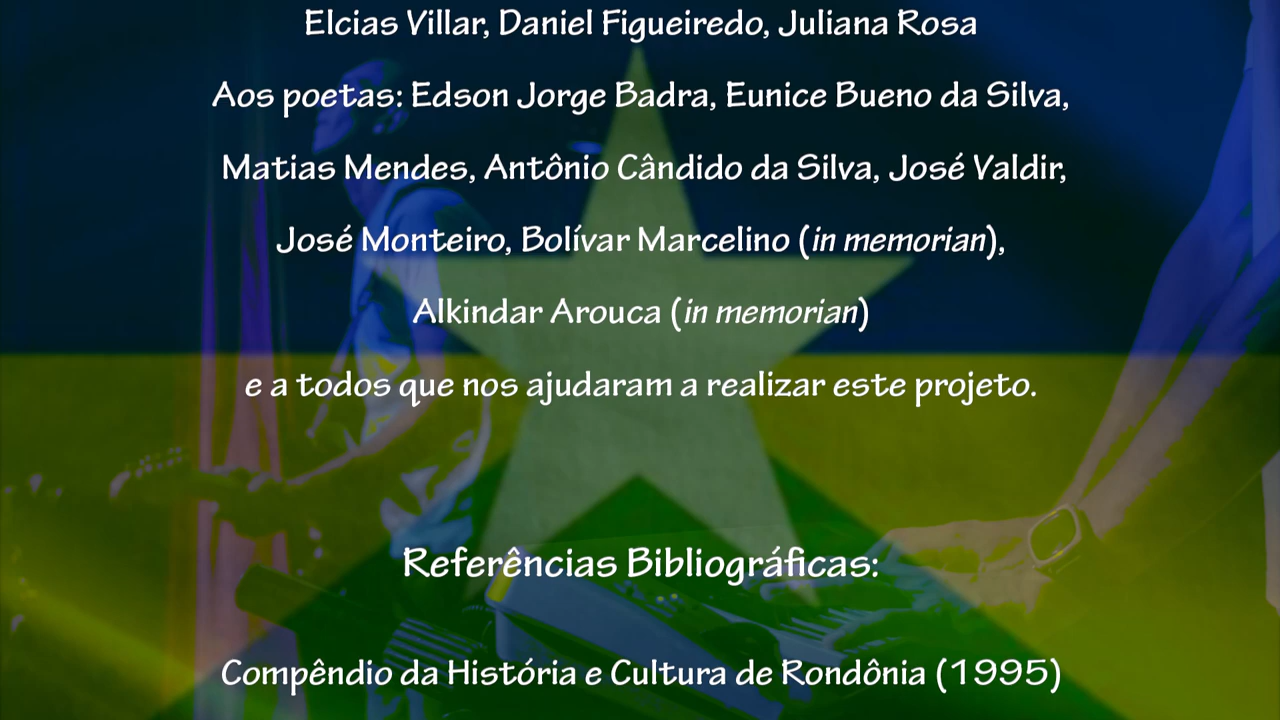 Elcias Villar, Daniel Figueiredo, Juliana Rosa
Aos poetas: Edson Jorge Badra, Eunice Bueno da Silva,
Matias Mendes, Antônio Cândido da Silva, José Valdir,
José Monteiro, Bolívar Marcelino (in memorian),
Alkindar Arouca (in memorian)
e a todos que nos ajudaram a realizar este projeto.
Referências Bibliográficas:
Compêndio da História e Cultura de Rondônia (1995)